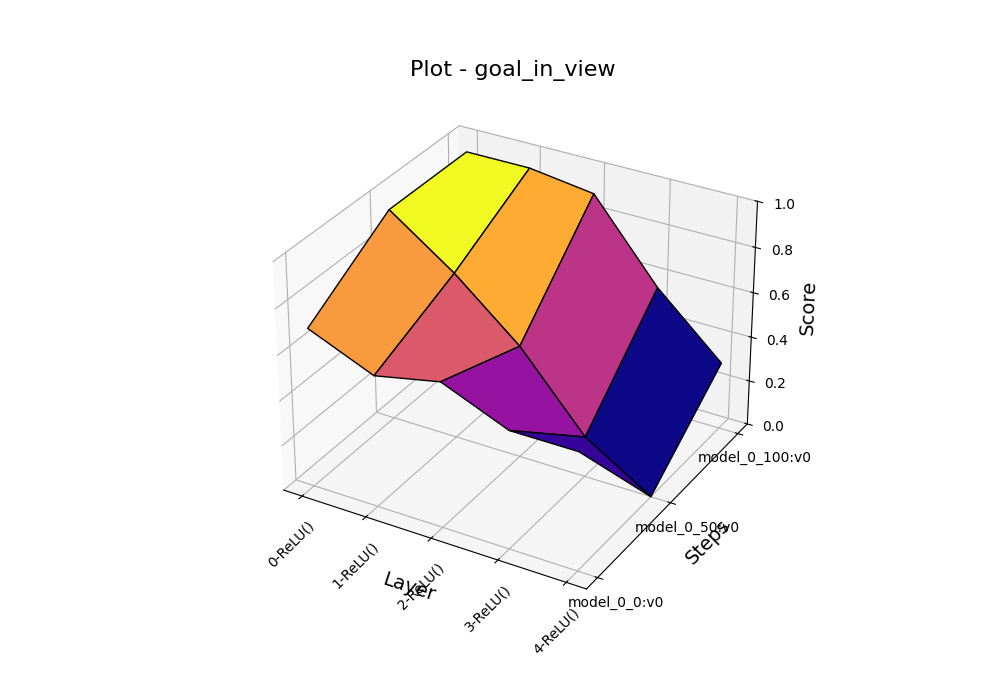 Plot - goal_in_view
1.0
0.8
0.6
0.4
0.2
0.0
Score
model_0_100:v0
model_0_50:v0
model_0_0:v0
Steps
0-ReLU()
1-ReLU()
2-ReLU()
3-ReLU()
4-ReLU()
Layer